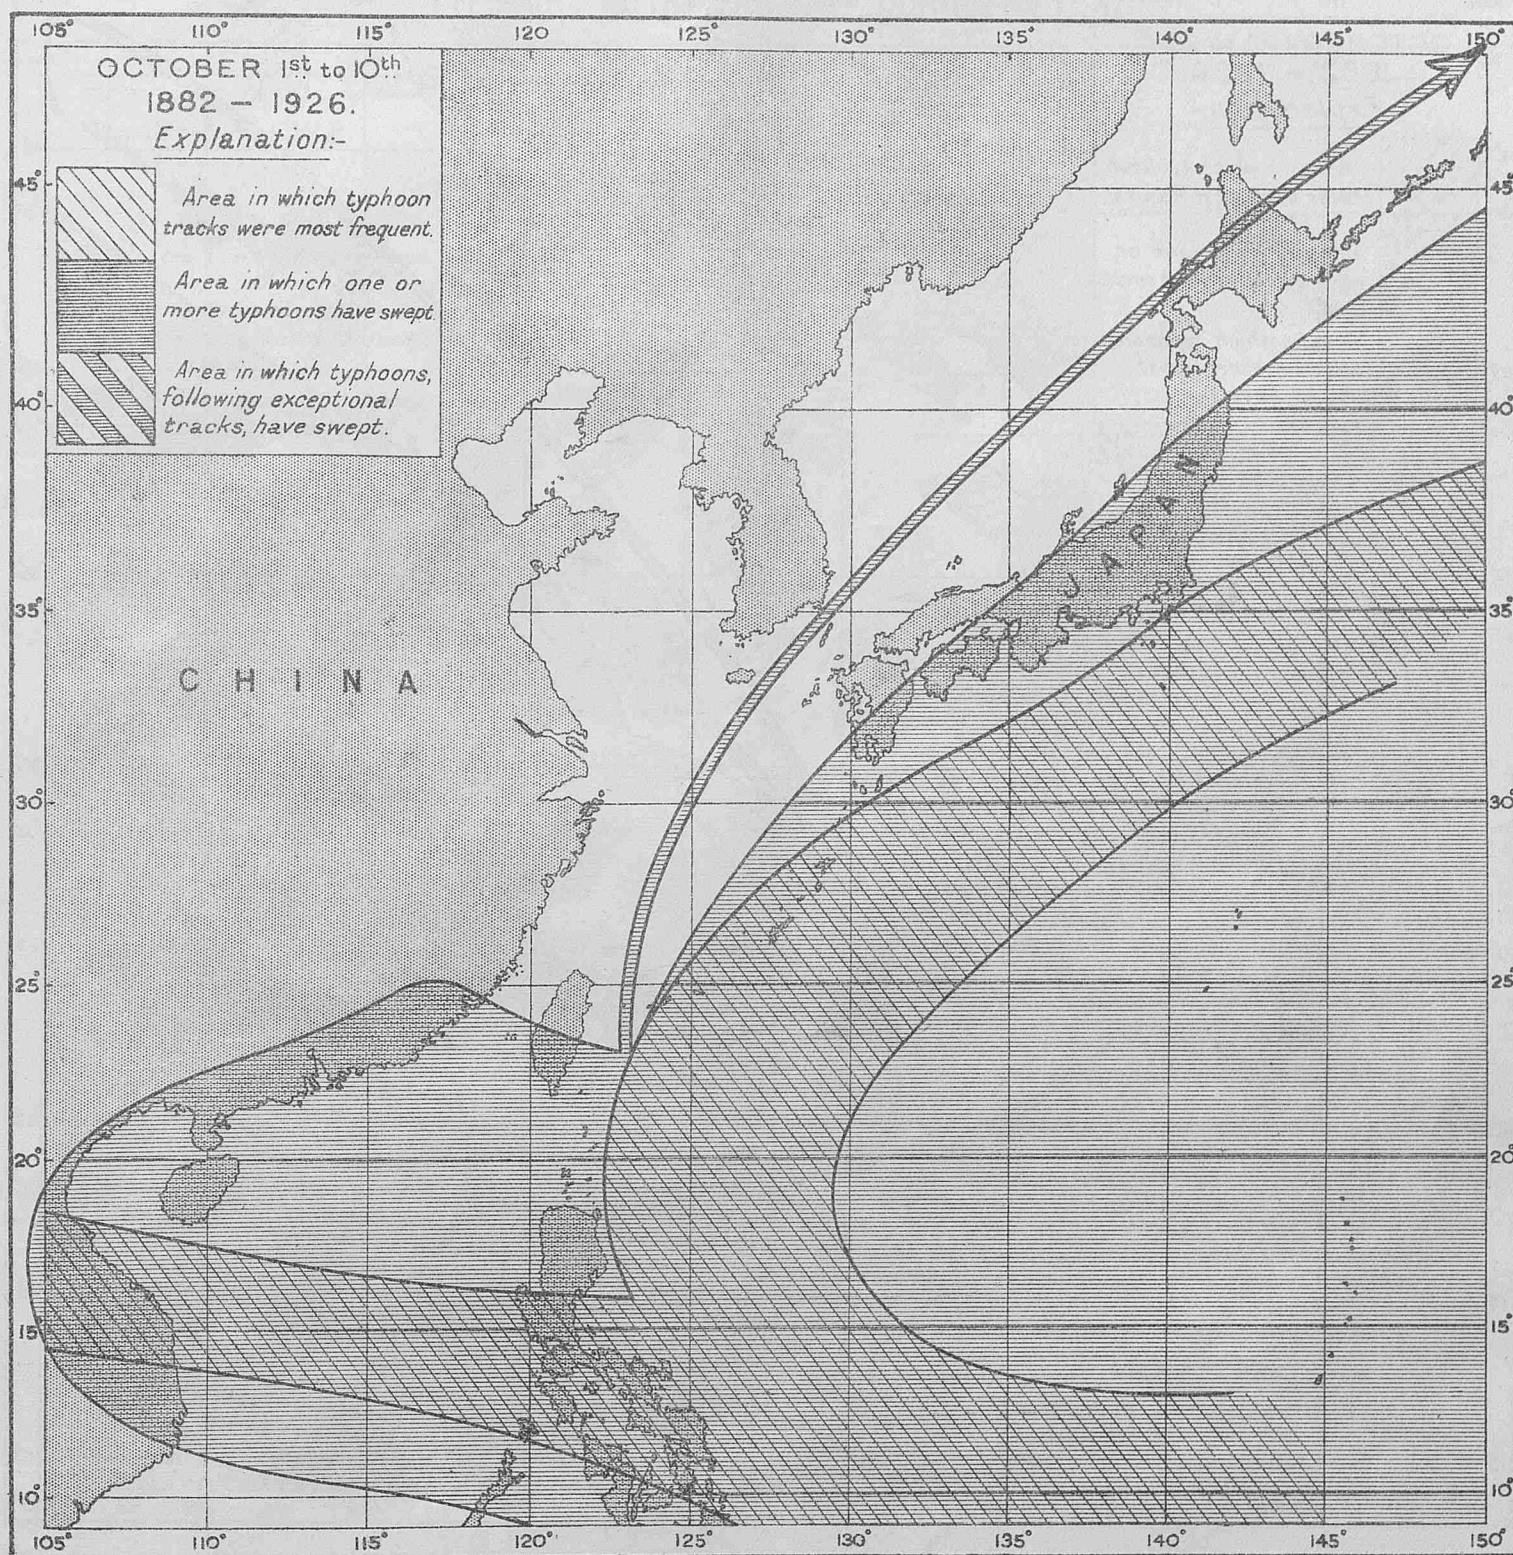 105° 110° 115° 120° 125° 130° 135° 140° 145° 150°
OCTOBER 1st to 10th
1882 — 1926.
Explanation:-
Area in which typhoon
tracks were most frequent.
Area in which one or
more typhoons have swept.
Area in which typhoons,
following exceptional
tracks, have swept.
45° 45°
40° 40°
JAPAN
35° 35°
CHINA
30° 30°
25° 25°
20° 20°
15° 15°
10° 10°
105° 110° 115° 120° 125° 130° 135° 140° 145° 150°